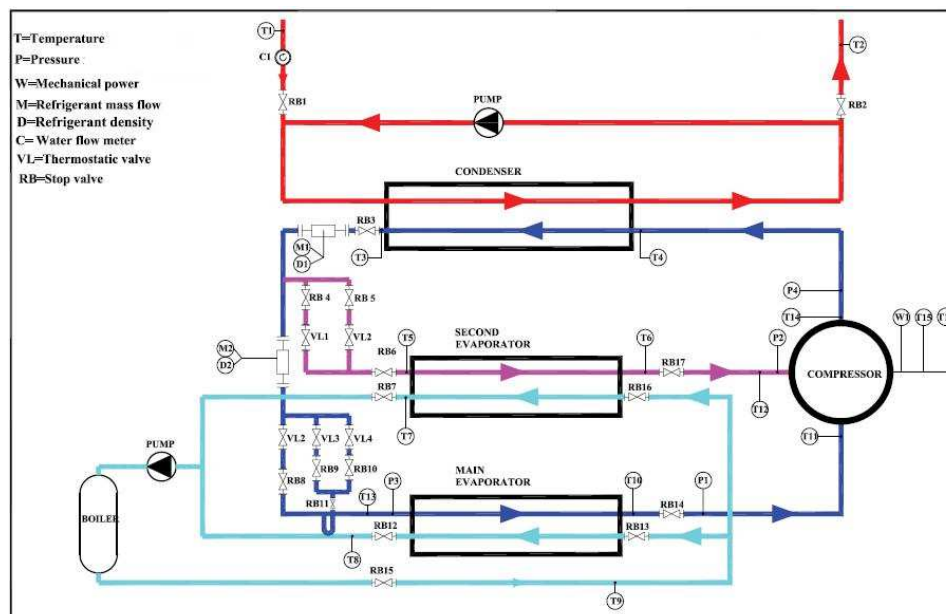 T=Temperature
P=Pressure
W=Mechanical power
M=Refrigerant mass flow
D=Refrigerant density
C= Water flow meter
VL=Thermostatic valve
RB=Stop valve
T1
C1
RB1
T2
RB2
PUMP
CONDENSER
RB3
M1
D1
T3
T4
RB 4
RB 5
P4
M2
D2
VL1
VL2
T14
W1
T15
SECOND
EVAPORATOR
RB6
T5
T6
RB17
P2
COMPRESSOR
RB7
RB16
T12
T7
VL2
VL3
VL4
T11
PUMP
RB8
RB9
RB10
MAIN
EVAPORATOR
BOILER
RB11
T13
P3
T10
RB14
P1
RB12
RB13
T8
RB15
T9